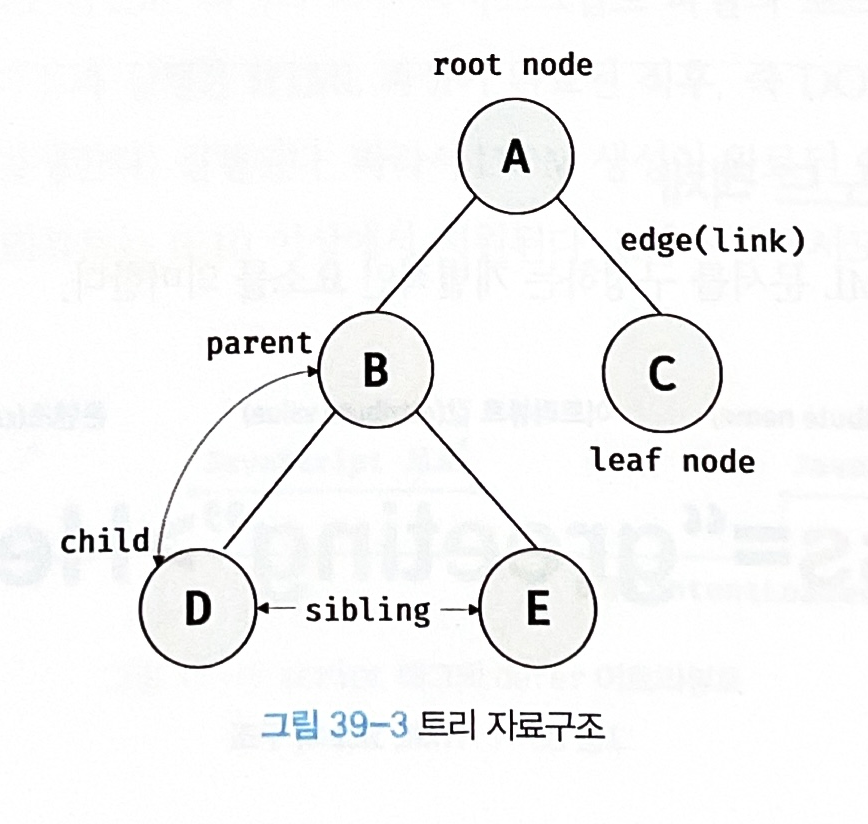 root node
A
edge(link)
parent
B
C
leaf node
child
D
sibling
E
그림 39-3 트리 자료구조